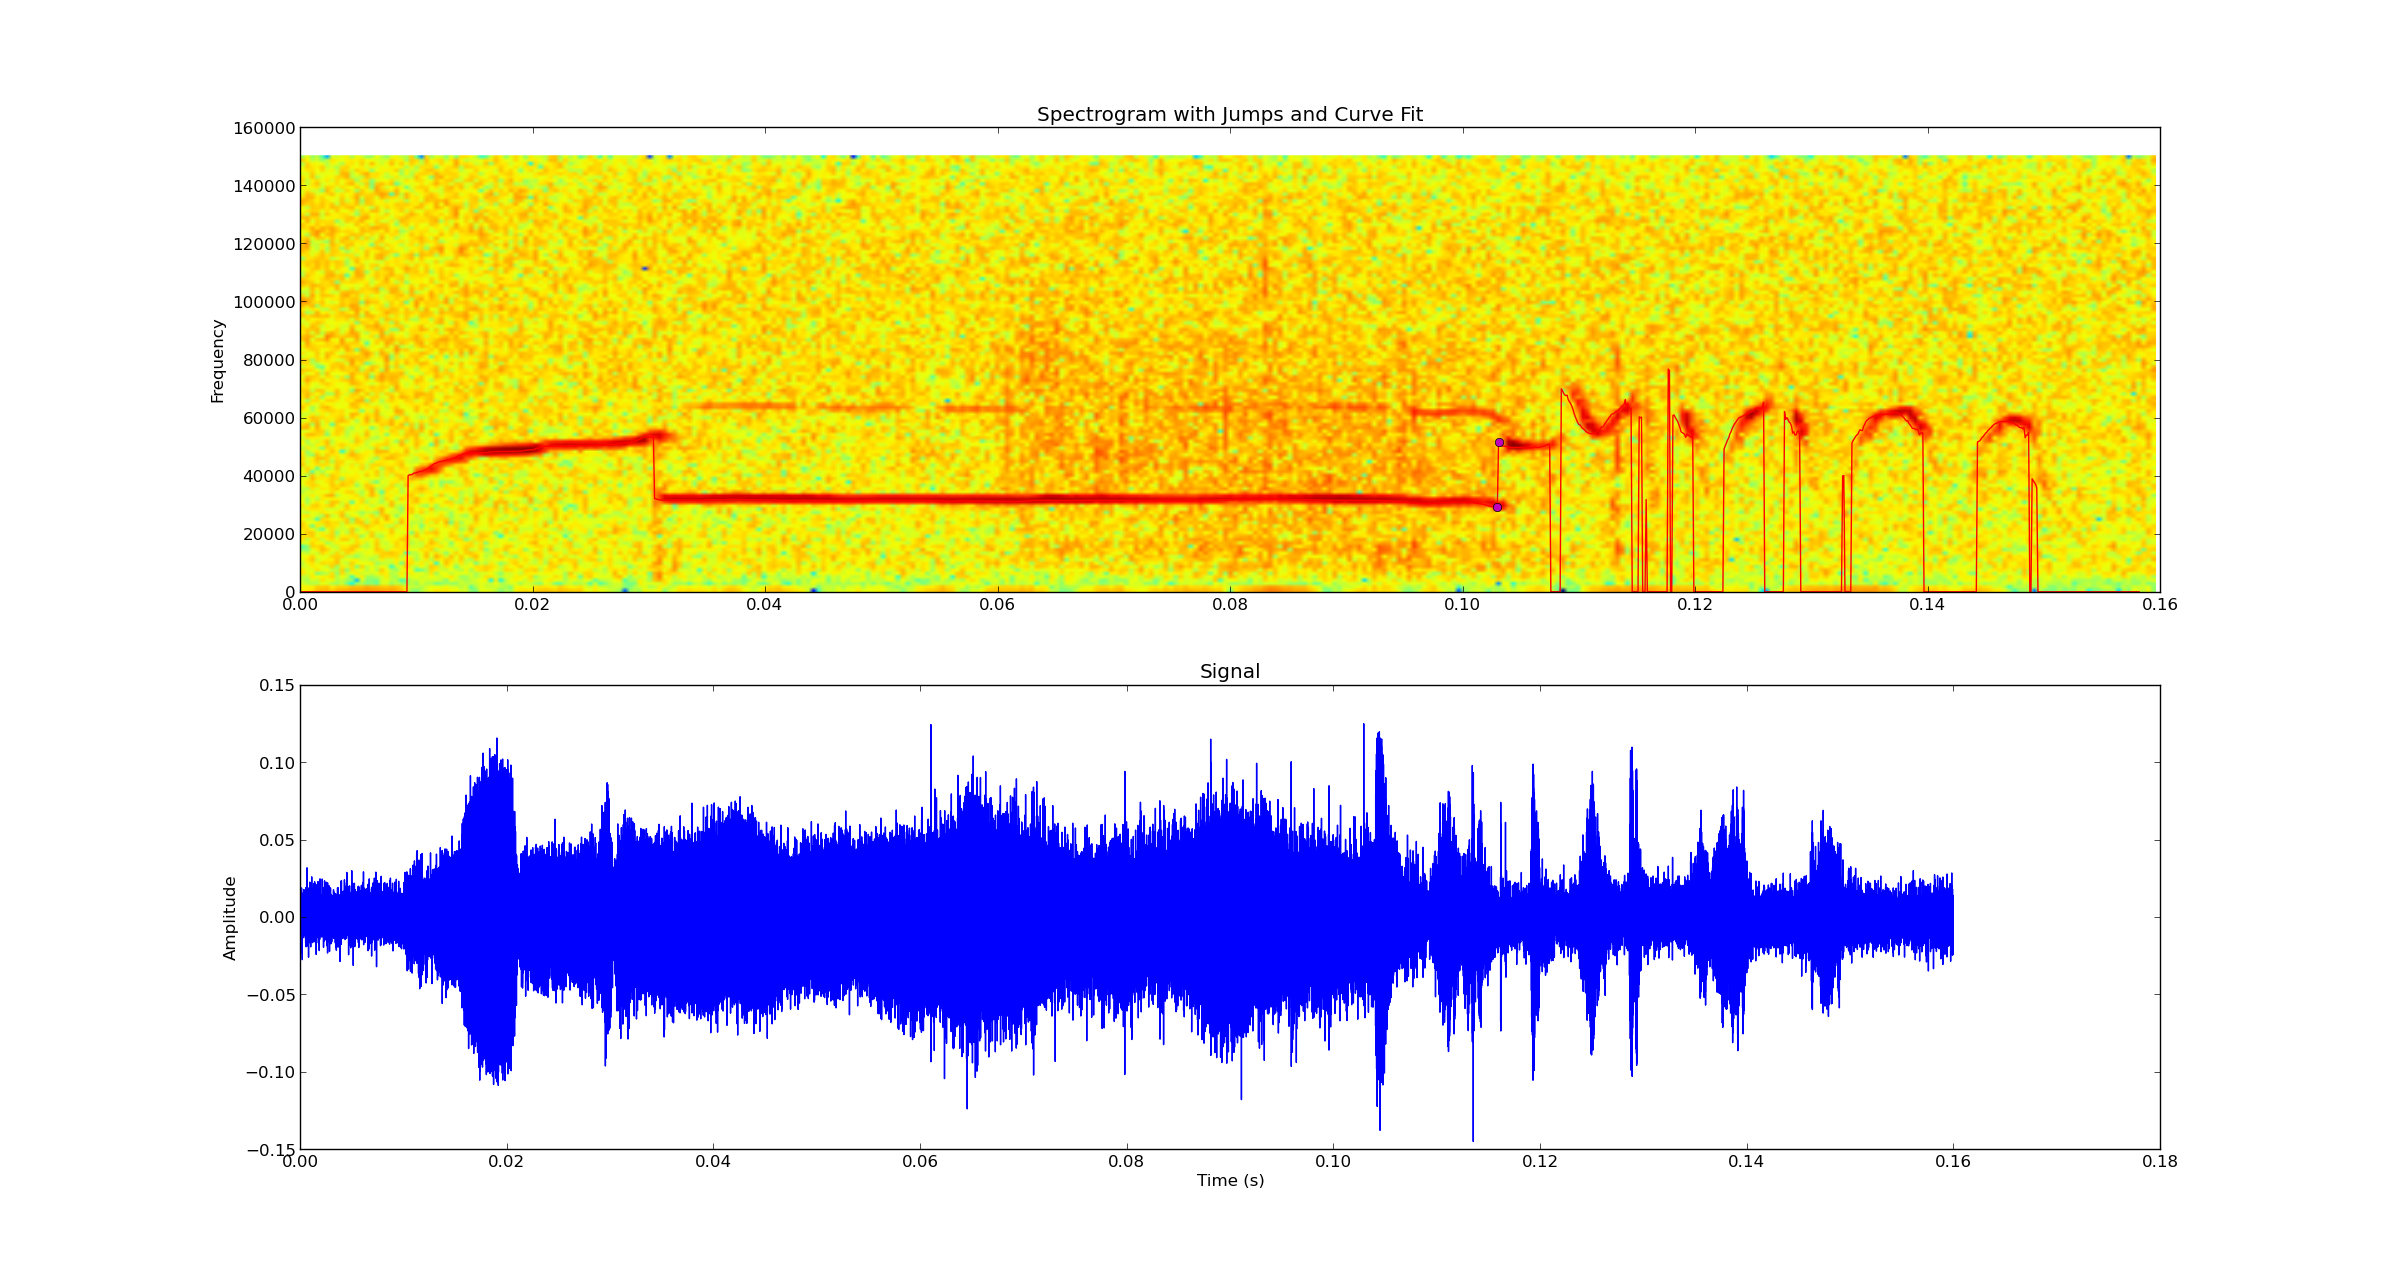 Spectrogram with Jumps and Curve Fit
160000
140000
120000
100000
80000
60000
40000
20000
0
Frequency
0.00 0.02 0.04 0.06 0.08 0.10 0.12 0.14 0.16
Signal
0.15
0.10
0.05
0.00
−0.05
−0.10
−0.15
Amplitude
0.00 0.02 0.04 0.06 0.08 0.10 0.12 0.14 0.16 0.18
Time (s)